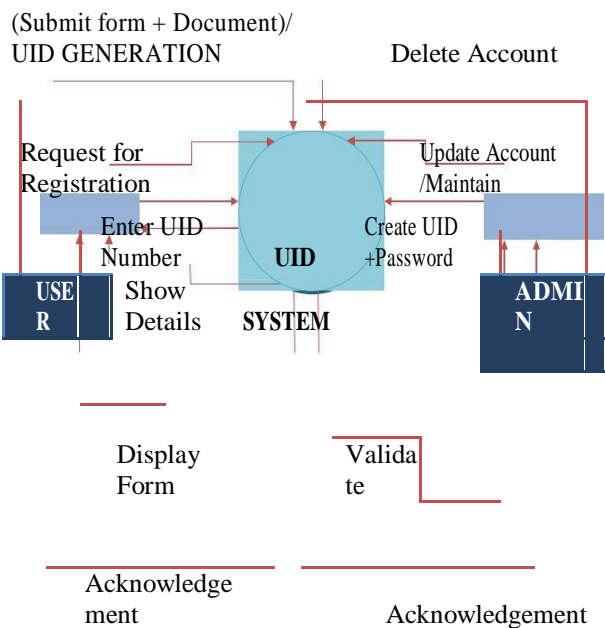 (Submit form + Document)/
UID GENERATION
Delete Account
Request for
Registration
Update Account
/Maintain
Enter UID
Number
Create UID
+Password
UID
SYSTEM
USE
R
Show
Details
ADMI
N
Display
Form
Valida
te
Acknowledge
ment
Acknowledgement